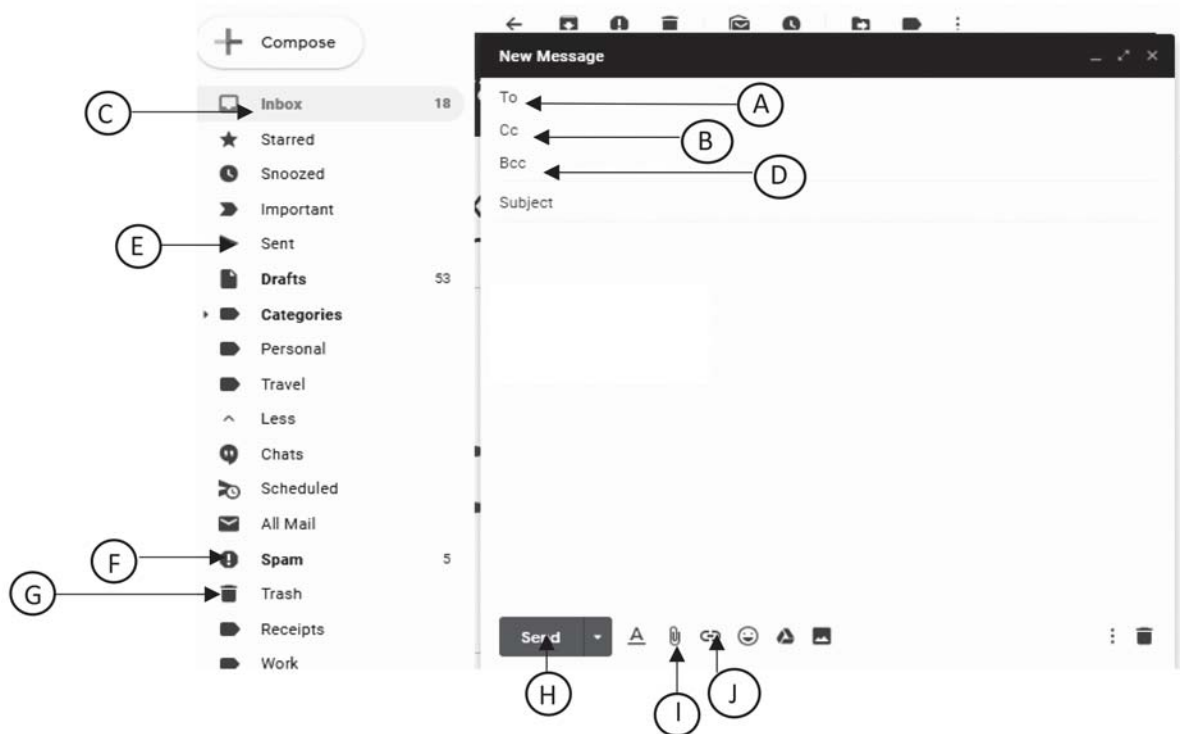 Compose
New Message
C
Inbox 18
To
A
Starred
Cc
B
Snoozed
Bcc
D
Important
Subject
E
Sent
Drafts 53
Categories
Personal
Travel
Less
Chats
Scheduled
All Mail
F
Spam 5
G
Trash
Receipts
Work
Send
A
H
I
J